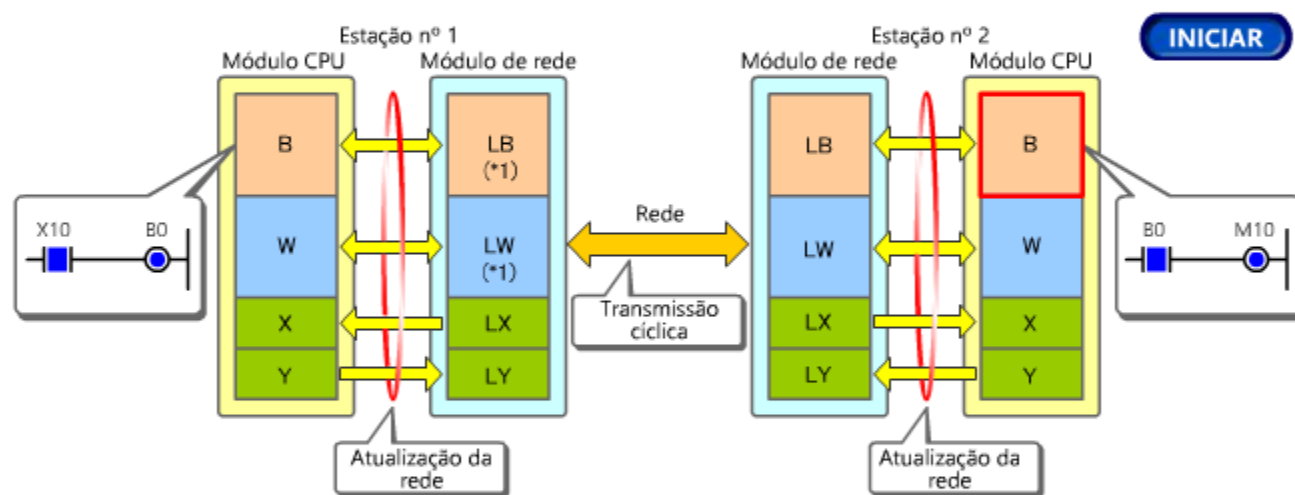 Estação nº 1
Estação nº 2
INICIAR
Módulo CPU
Módulo de rede
Módulo de rede
Módulo CPU
B
LB
(*1)
LB
B
X10
B0
W
LW
(*1)
Rede
LW
W
B0
M10
Transmissão
cíclica
X
LX
LX
X
Y
LY
LY
Y
Atualização da
rede
Atualização da
rede